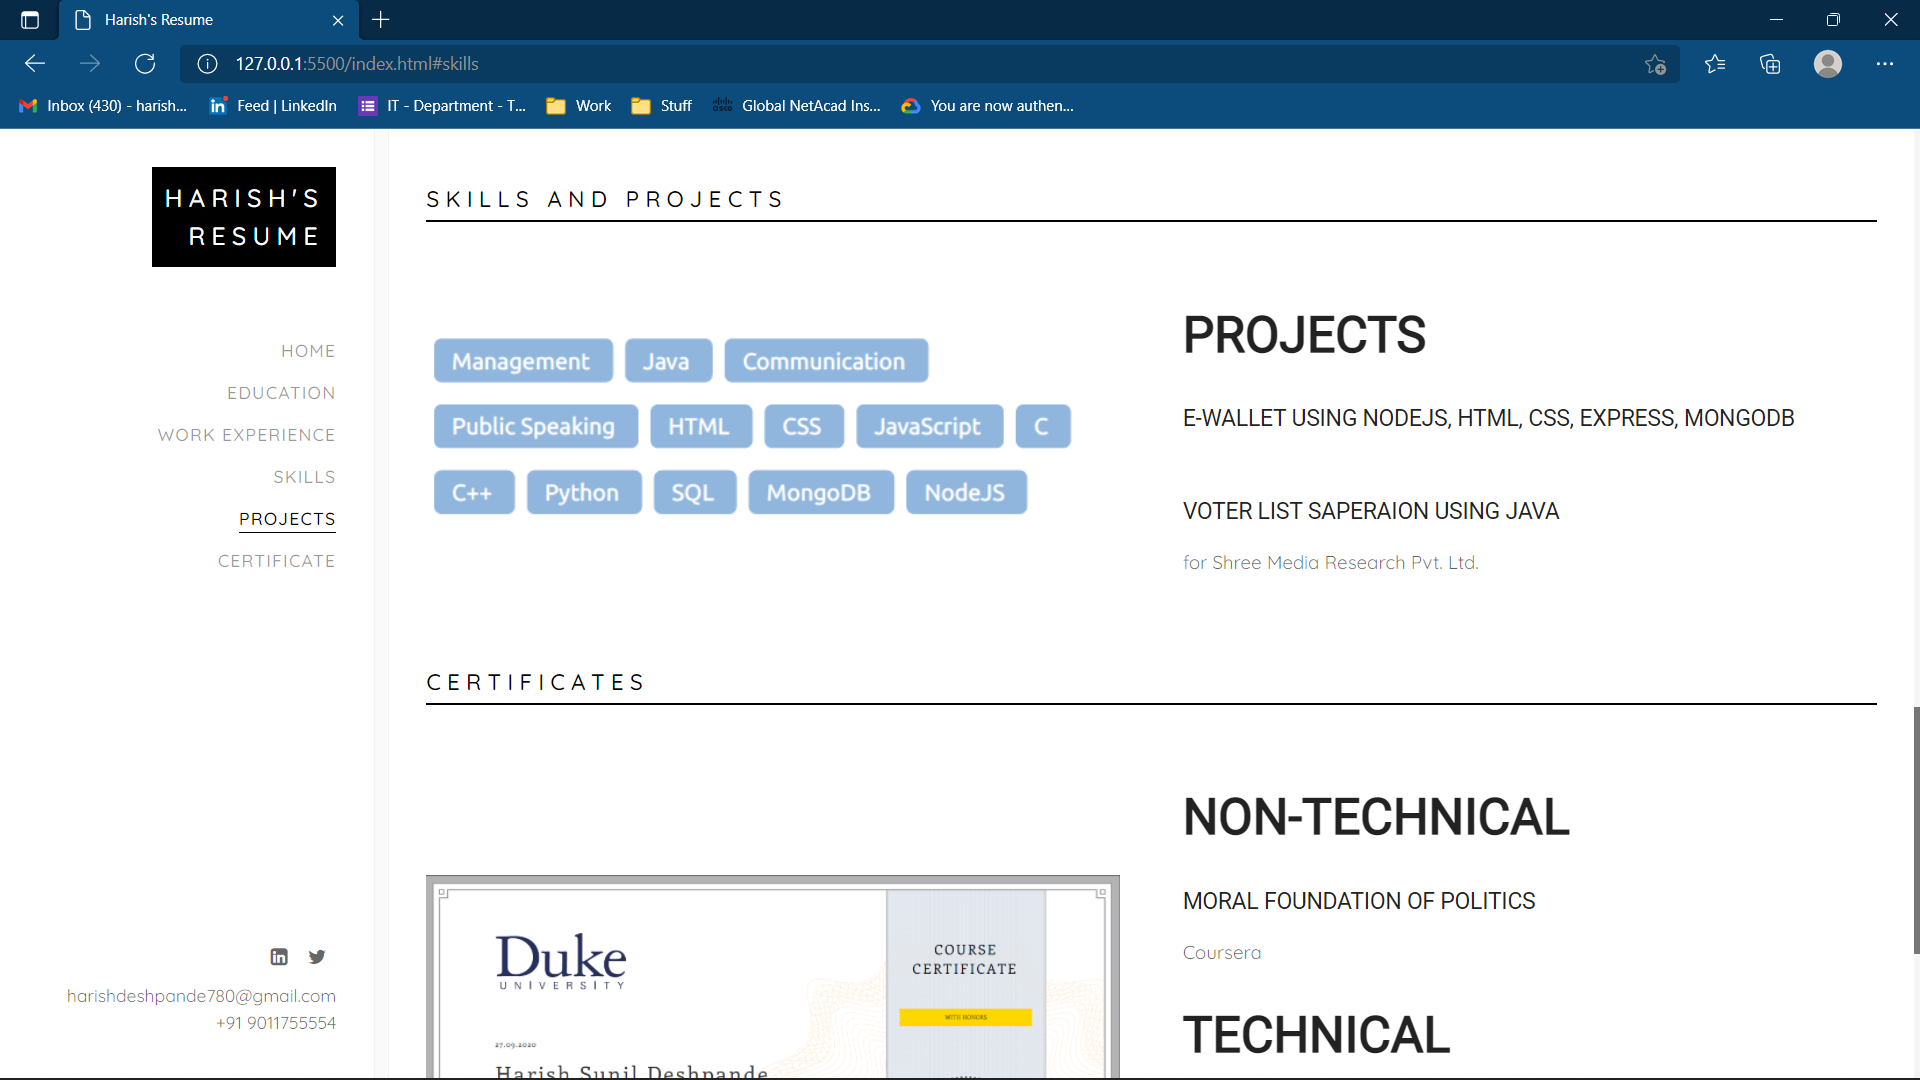 Harish's Resume
127.0.0.1:5500/index.html#skills
Inbox (430) - harish...
Feed | LinkedIn
IT - Department - T...
Work
Stuff
Global NetAcad Ins...
You are now authen...
HARISH'S
RESUME
HOME
EDUCATION
WORK EXPERIENCE
SKILLS
PROJECTS
CERTIFICATE
harishdeshpande780@gmail.com
+91 9011755554
SKILLS AND PROJECTS
Management Java Communication
Public Speaking HTML CSS JavaScript C
C++ Python SQL MongoDB NodeJS
PROJECTS
E-WALLET USING NODEJS, HTML, CSS, EXPRESS, MONGODB
VOTER LIST SAPERAION USING JAVA
for Shree Media Research Pvt. Ltd.
CERTIFICATES
Duke
UNIVERSITY
27.09.2020
Harish Sunil Deshpande
COURSE
CERTIFICATE
WITH HONORS
NON-TECHNICAL
MORAL FOUNDATION OF POLITICS
Coursera
TECHNICAL